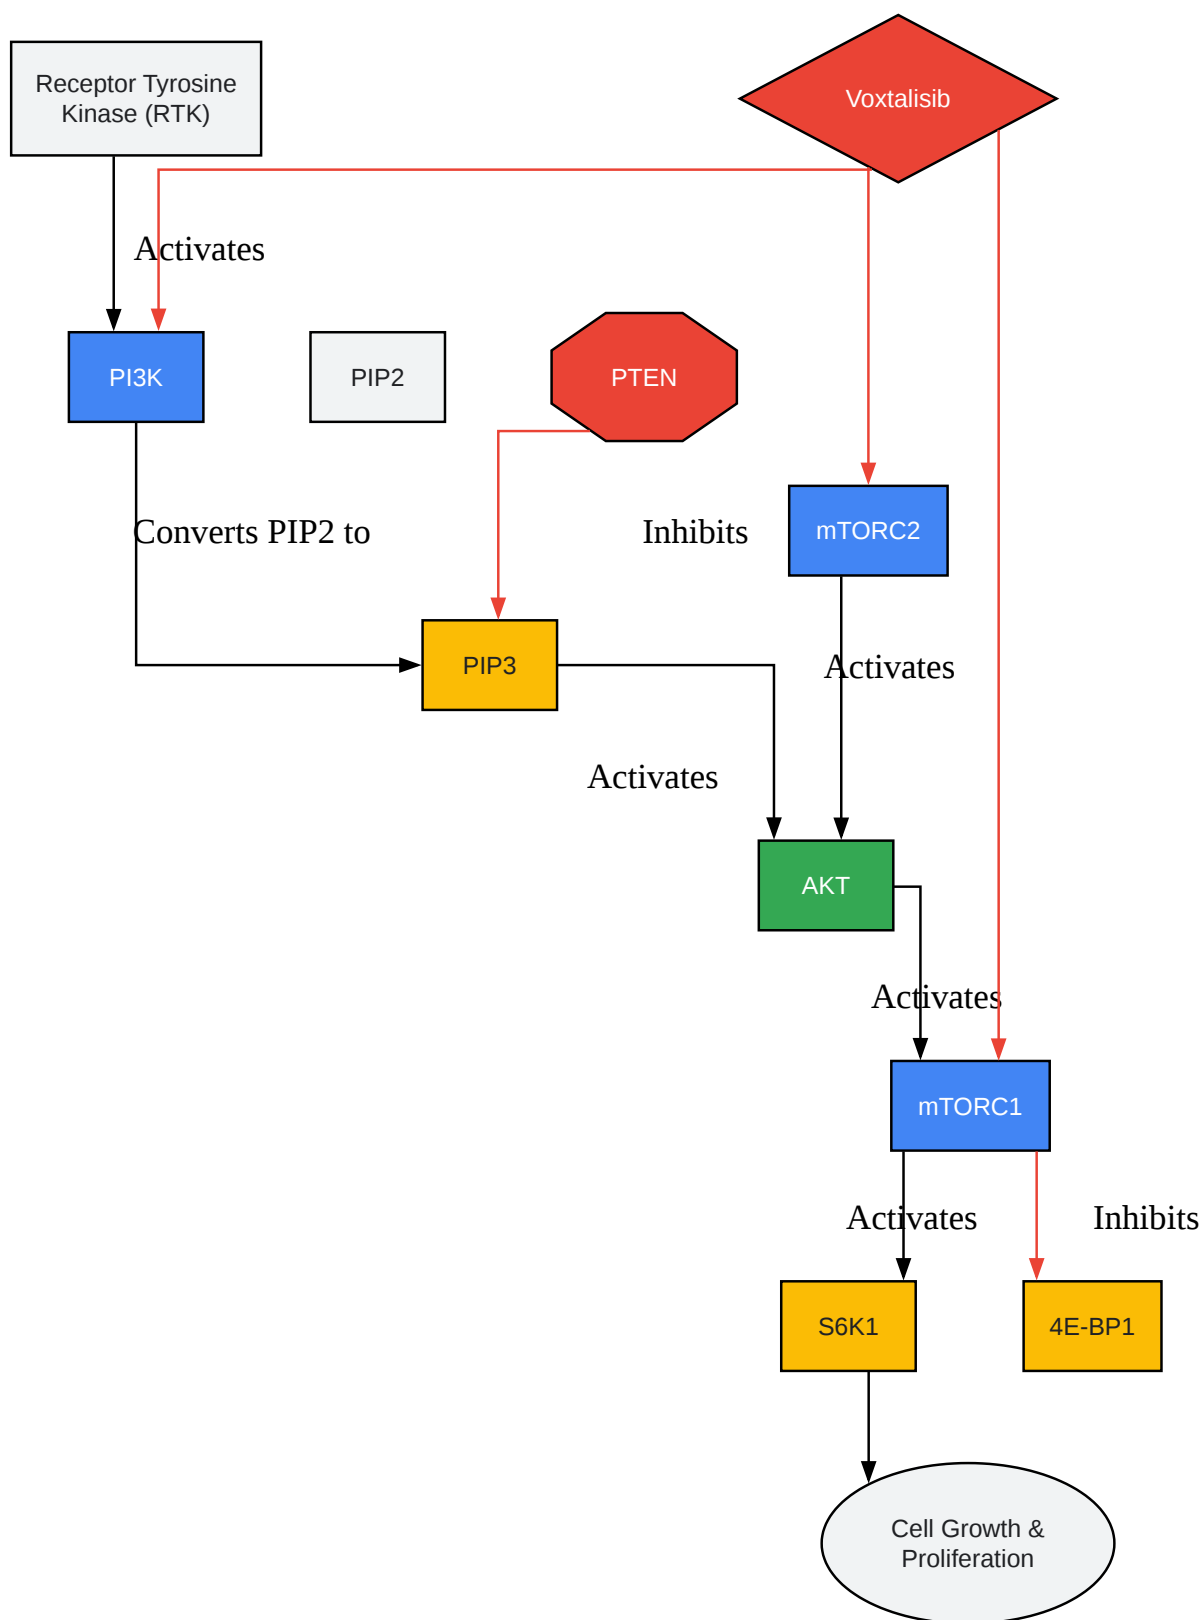 Receptor Tyrosine
Kinase (RTK)
Voxtalisib
Activates
PI3K
PIP2
PTEN
Converts PIP2 to
Inhibits
mTORC2
PIP3
Activates
Activates
AKT
Activates
mTORC1
Activates
Inhibits
S6K1
4E-BP1
Cell Growth &
Proliferation